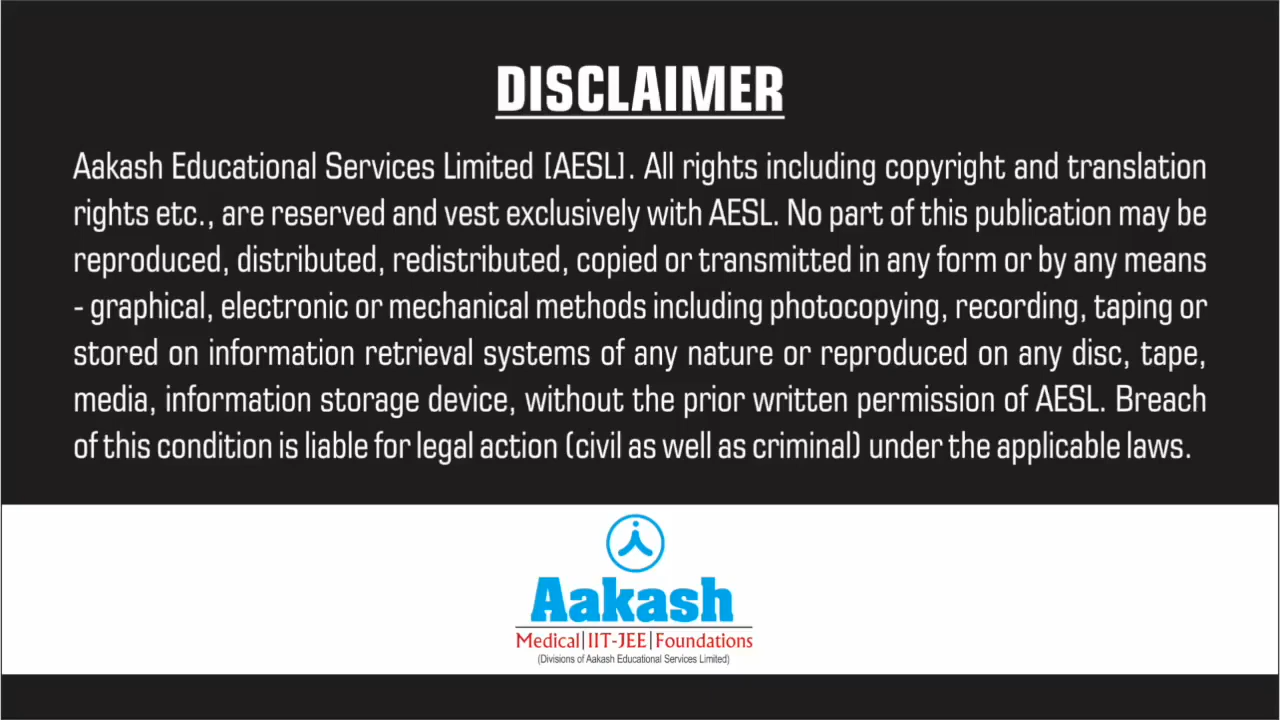 DISCLAIMER
Aakash Educational Services Limited [AESL]. All rights including copyright and translation
rights etc., are reserved and vest exclusively with AESL. No part of this publication may be
reproduced, distributed, redistributed, copied or transmitted in any form or by any means
- graphical, electronic or mechanical methods including photocopying, recording, taping or
stored on information retrieval systems of any nature or reproduced on any disc, tape,
media, information storage device, without the prior written permission of AESL. Breach
of this condition is liable for legal action (civil as well as criminal) under the applicable laws.
Aakash
Medical|IIT-JEE|Foundations
(Divisions of Aakash Educational Services Limited)